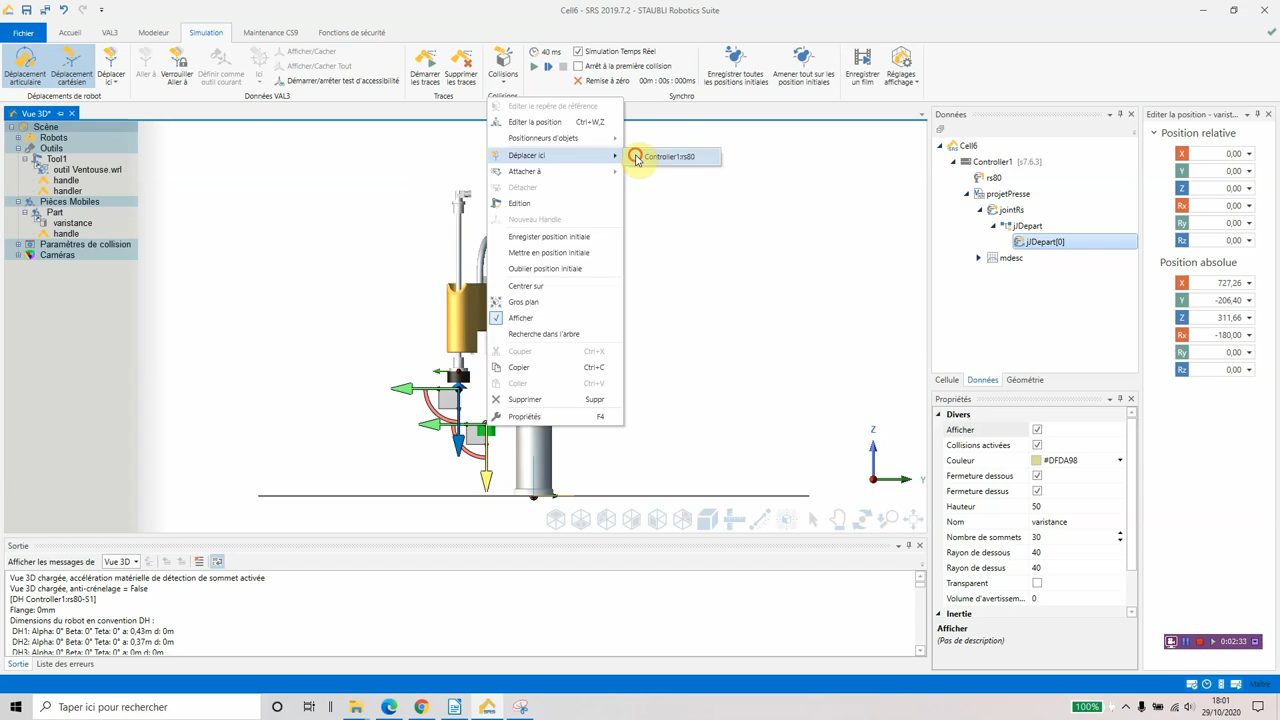 Cell6 - SRS 2019.7.2 - STAUBLI Robotics Suite
Fichier Accueil VAL3 Modeleur Simulation Maintenance CS9 Fonctions de sécurité
Déplacement articulaire
Déplacement cartésien
Déplacer ici
Déplacements de robot
Aller à
Verrouiller Aller à
Définir comme outil courant
Ici
Afficher/Cacher
Afficher/Cacher Tout
Démarrer/arrêter test d'accessibilité
Données VAL3
Démarrer les traces
Supprimer les traces
Traces
Collisions
Collisions
40 ms
Simulation Temps Réel
Arrêt à la première collision
Remise à zéro 00m : 00s : 000ms
Enregistrer toutes les positions initiales
Amener tout sur les positions initiales
Synchro
Enregistrer un film
Réglages affichage
Vue 3D*
Scène
Robots
Outils
Tool1
outil Ventouse.wrl
handle
handler
Pièces Mobiles
Part
varistance
handle
Paramètres de collision
Caméras
Editer le repère de référence
Editer la position Ctrl+W,Z
Positionneurs d'objets
Déplacer ici
Controller1:rs80
Attacher à
Détacher
Edition
Nouveau Handle
Enregistrer position initiale
Mettre en position initiale
Oublier position initiale
Centrer sur
Gros plan
Afficher
Recherche dans l'arbre
Couper Ctrl+X
Copier Ctrl+C
Coller Ctrl+V
Supprimer Suppr
Propriétés F4
Z
Y
Données
Cell6
Controller1 [s7.6.3]
rs80
projetPresse
jointRs
jJDepart
jJDepart[0]
mdesc
Cellule Données Géométrie
Propriétés
Divers
Afficher
Collisions activées
Couleur #DFDA98
Fermeture dessous
Fermeture dessus
Hauteur 50
Nom varistance
Nombre de sommets 30
Rayon de dessous 40
Rayon de dessus 40
Transparent
Volume d'avertissem... 0
Inertie
Afficher
(Pas de description)
Editer la position - varist...
Position relative
X 0,00
Y 0,00
Z 0,00
Rx 0,00
Ry 0,00
Rz 0,00
Position absolue
X 727,26
Y -206,40
Z 311,66
Rx -180,00
Ry 0,00
Rz 0,00
0:02:33
Sortie
Afficher les messages de Vue 3D
Vue 3D chargée, accélération matérielle de détection de sommet activée
Vue 3D chargée, anti-crénelage = False
[DH Controller1:rs80-S1]
Flange: 0mm
Dimensions du robot en convention DH :
DH1: Alpha: 0° Beta: 0° Teta: 0° a: 0,43m d: 0m
DH2: Alpha: 0° Beta: 0° Teta: 0° a: 0,37m d: 0m
DH3: Alpha: 0° Beta: 0° Teta: 0° a: 0m d: 0m
Sortie Liste des erreurs
Maître
Taper ici pour rechercher
100%
18:01
29/10/2020